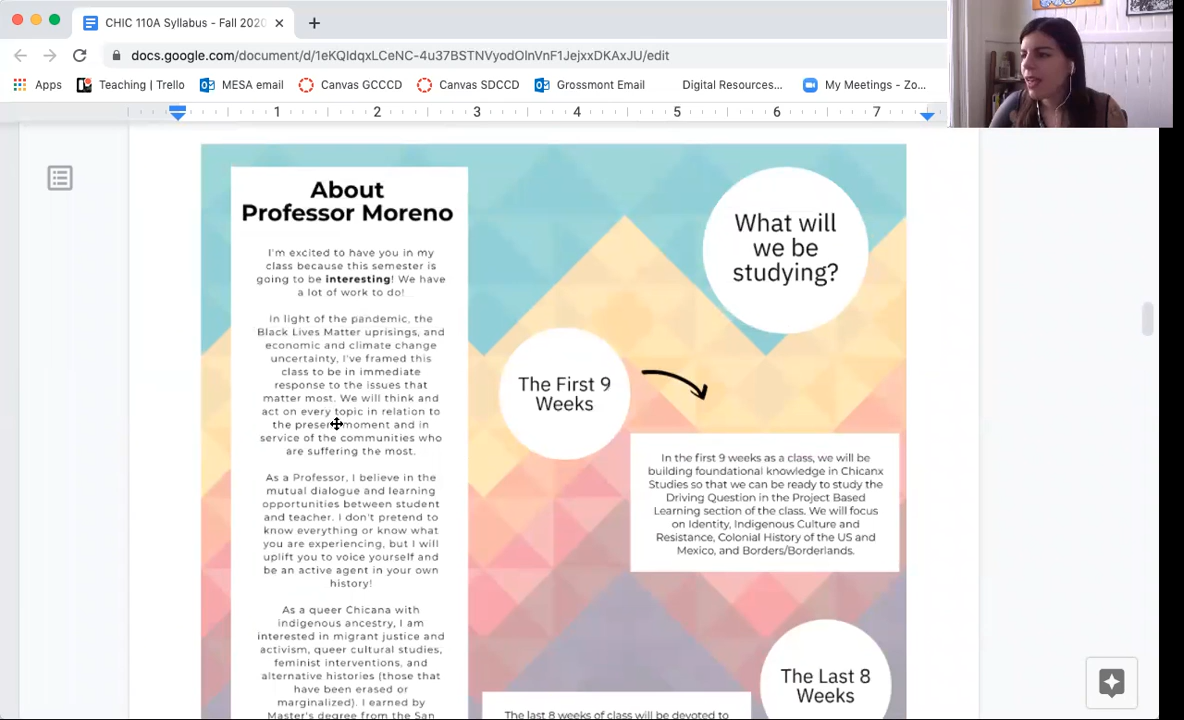 CHIC 110A Syllabus - Fall 2020
docs.google.com/document/d/1eKQIdqxLCeNC-4u37BSTNVyodOlnVnF1JejxxDKAxJU/edit
Apps
Teaching | Trello
MESA email
Canvas GCCCD
Canvas SDCCD
Grossmont Email
Digital Resources...
My Meetings - Zo...
1 2 3 4 5 6 7
About
Professor Moreno
I'm excited to have you in my
class because this semester is
going to be interesting! We have
a lot of work to do!
In light of the pandemic, the
Black Lives Matter uprisings, and
economic and climate change
uncertainty, I've framed this
class to be in immediate
response to the issues that
matter most. We will think and
act on every topic in relation to
the present moment and in
service of the communities who
are suffering the most.
As a Professor, I believe in the
mutual dialogue and learning
opportunities between student
and teacher. I don't pretend to
know everything or know what
you are experiencing, but I will
uplift you to voice yourself and
be an active agent in your own
history!
As a queer Chicana with
indigenous ancestry, I am
interested in migrant justice and
activism, queer cultural studies,
feminist interventions, and
alternative histories (those that
have been erased or
marginalized). I earned my
Master's degree from the San
What will
we be
studying?
The First 9
Weeks
In the first 9 weeks as a class, we will be
building foundational knowledge in Chicanx
Studies so that we can be ready to study the
Driving Question in the Project Based
Learning section of the class. We will focus
on Identity, Indigenous Culture and
Resistance, Colonial History of the US and
Mexico, and Borders/Borderlands.
The Last 8
Weeks
The last 8 weeks of class will be devoted to